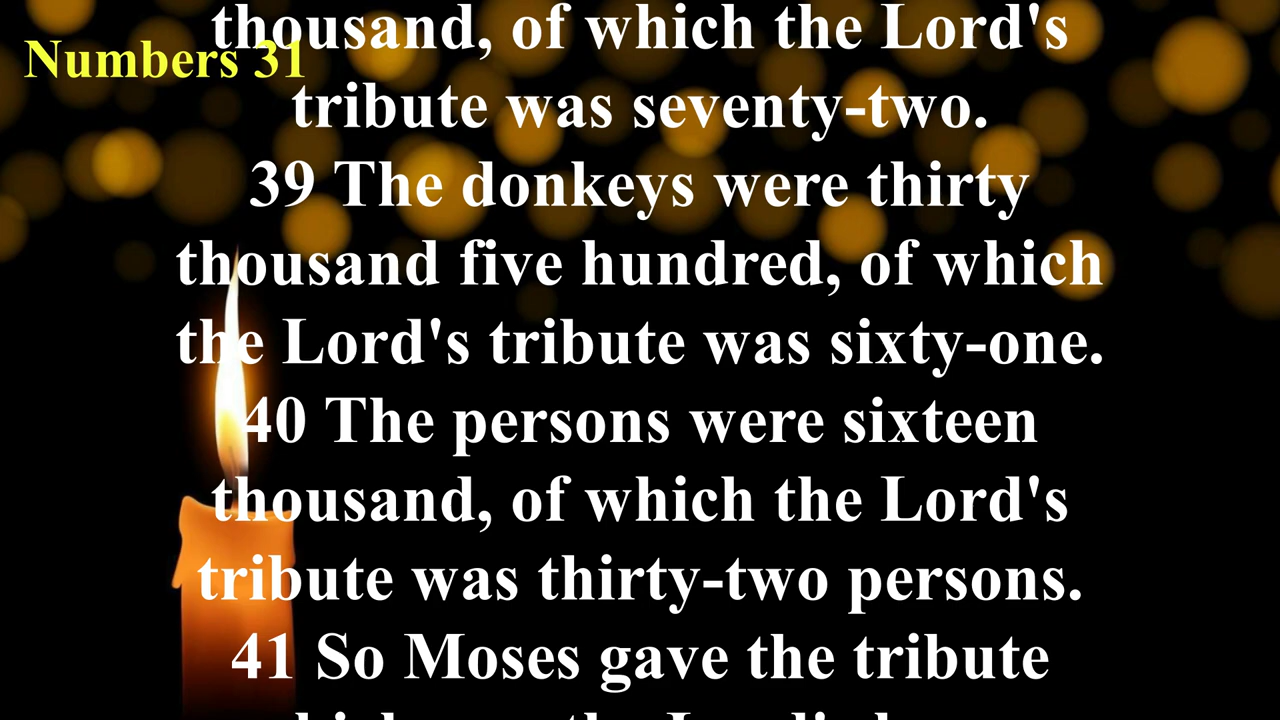 Numbers 31
thousand, of which the Lord's
tribute was seventy-two.
39 The donkeys were thirty
thousand five hundred, of which
the Lord's tribute was sixty-one.
40 The persons were sixteen
thousand, of which the Lord's
tribute was thirty-two persons.
41 So Moses gave the tribute